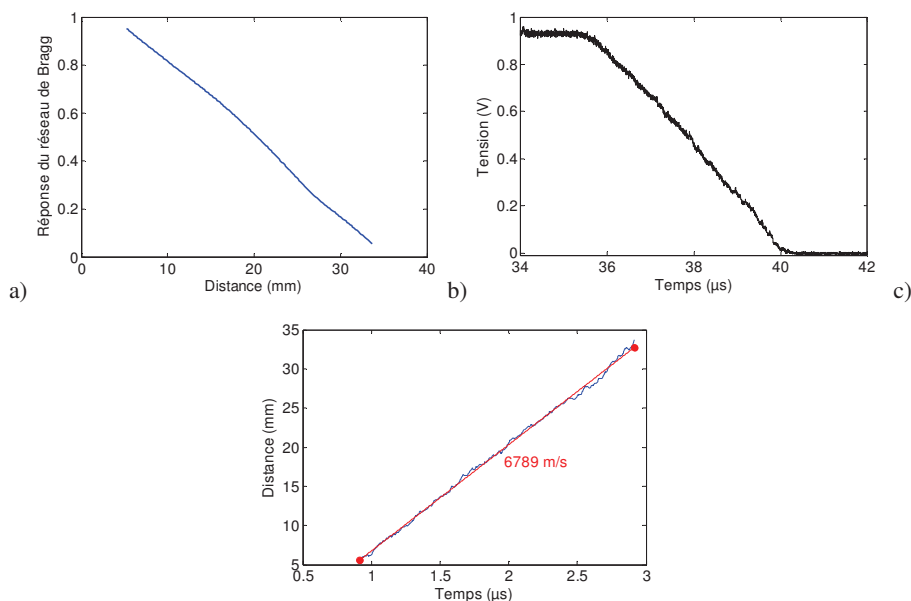 Réponse du réseau de Bragg
1
0.8
0.6
0.4
0.2
0
0 10 20 30 40
Distance (mm)
a)
Tension (V)
1
0.8
0.6
0.4
0.2
0
34 36 38 40 42
Temps (µs)
b)
c)
Distance (mm)
35
30
25
20
15
10
5
6789 m/s
0.5 1 1.5 2 2.5 3
Temps (µs)